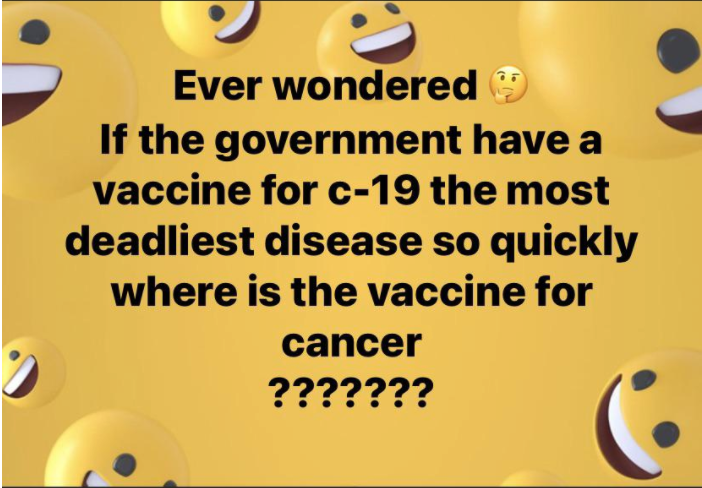 Ever wondered 🤔
If the government have a
vaccine for c-19 the most
deadliest disease so quickly
where is the vaccine for
cancer
???????